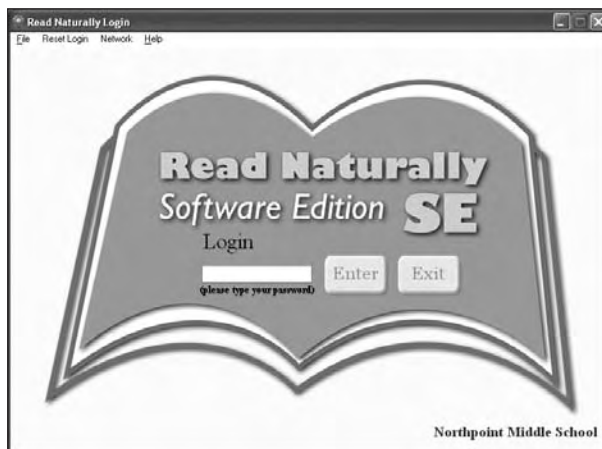 Read Naturally Login
File Reset Login Network Help
Read Naturally
Software Edition SE
Login
Enter Exit
(please type your password)
Northpoint Middle School